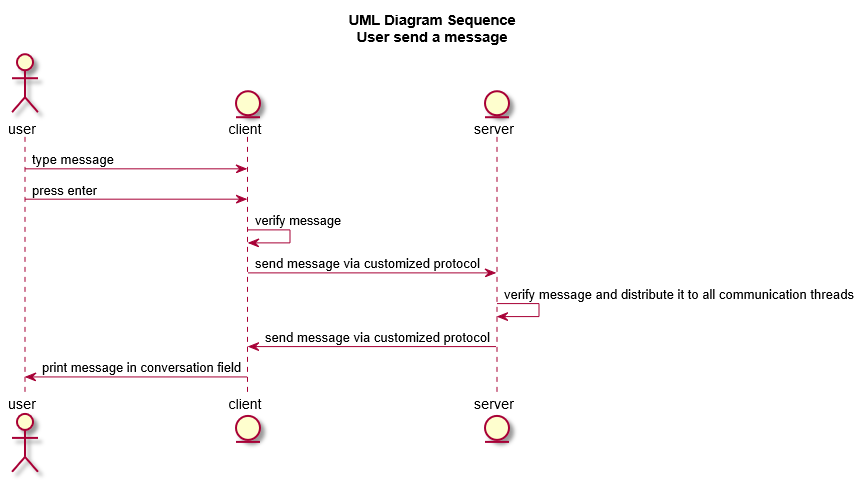 UML Diagram Sequence
User send a message
user
client
server
type message
press enter
verify message
send message via customized protocol
verify message and distribute it to all communication threads
send message via customized protocol
print message in conversation field
user
client
server